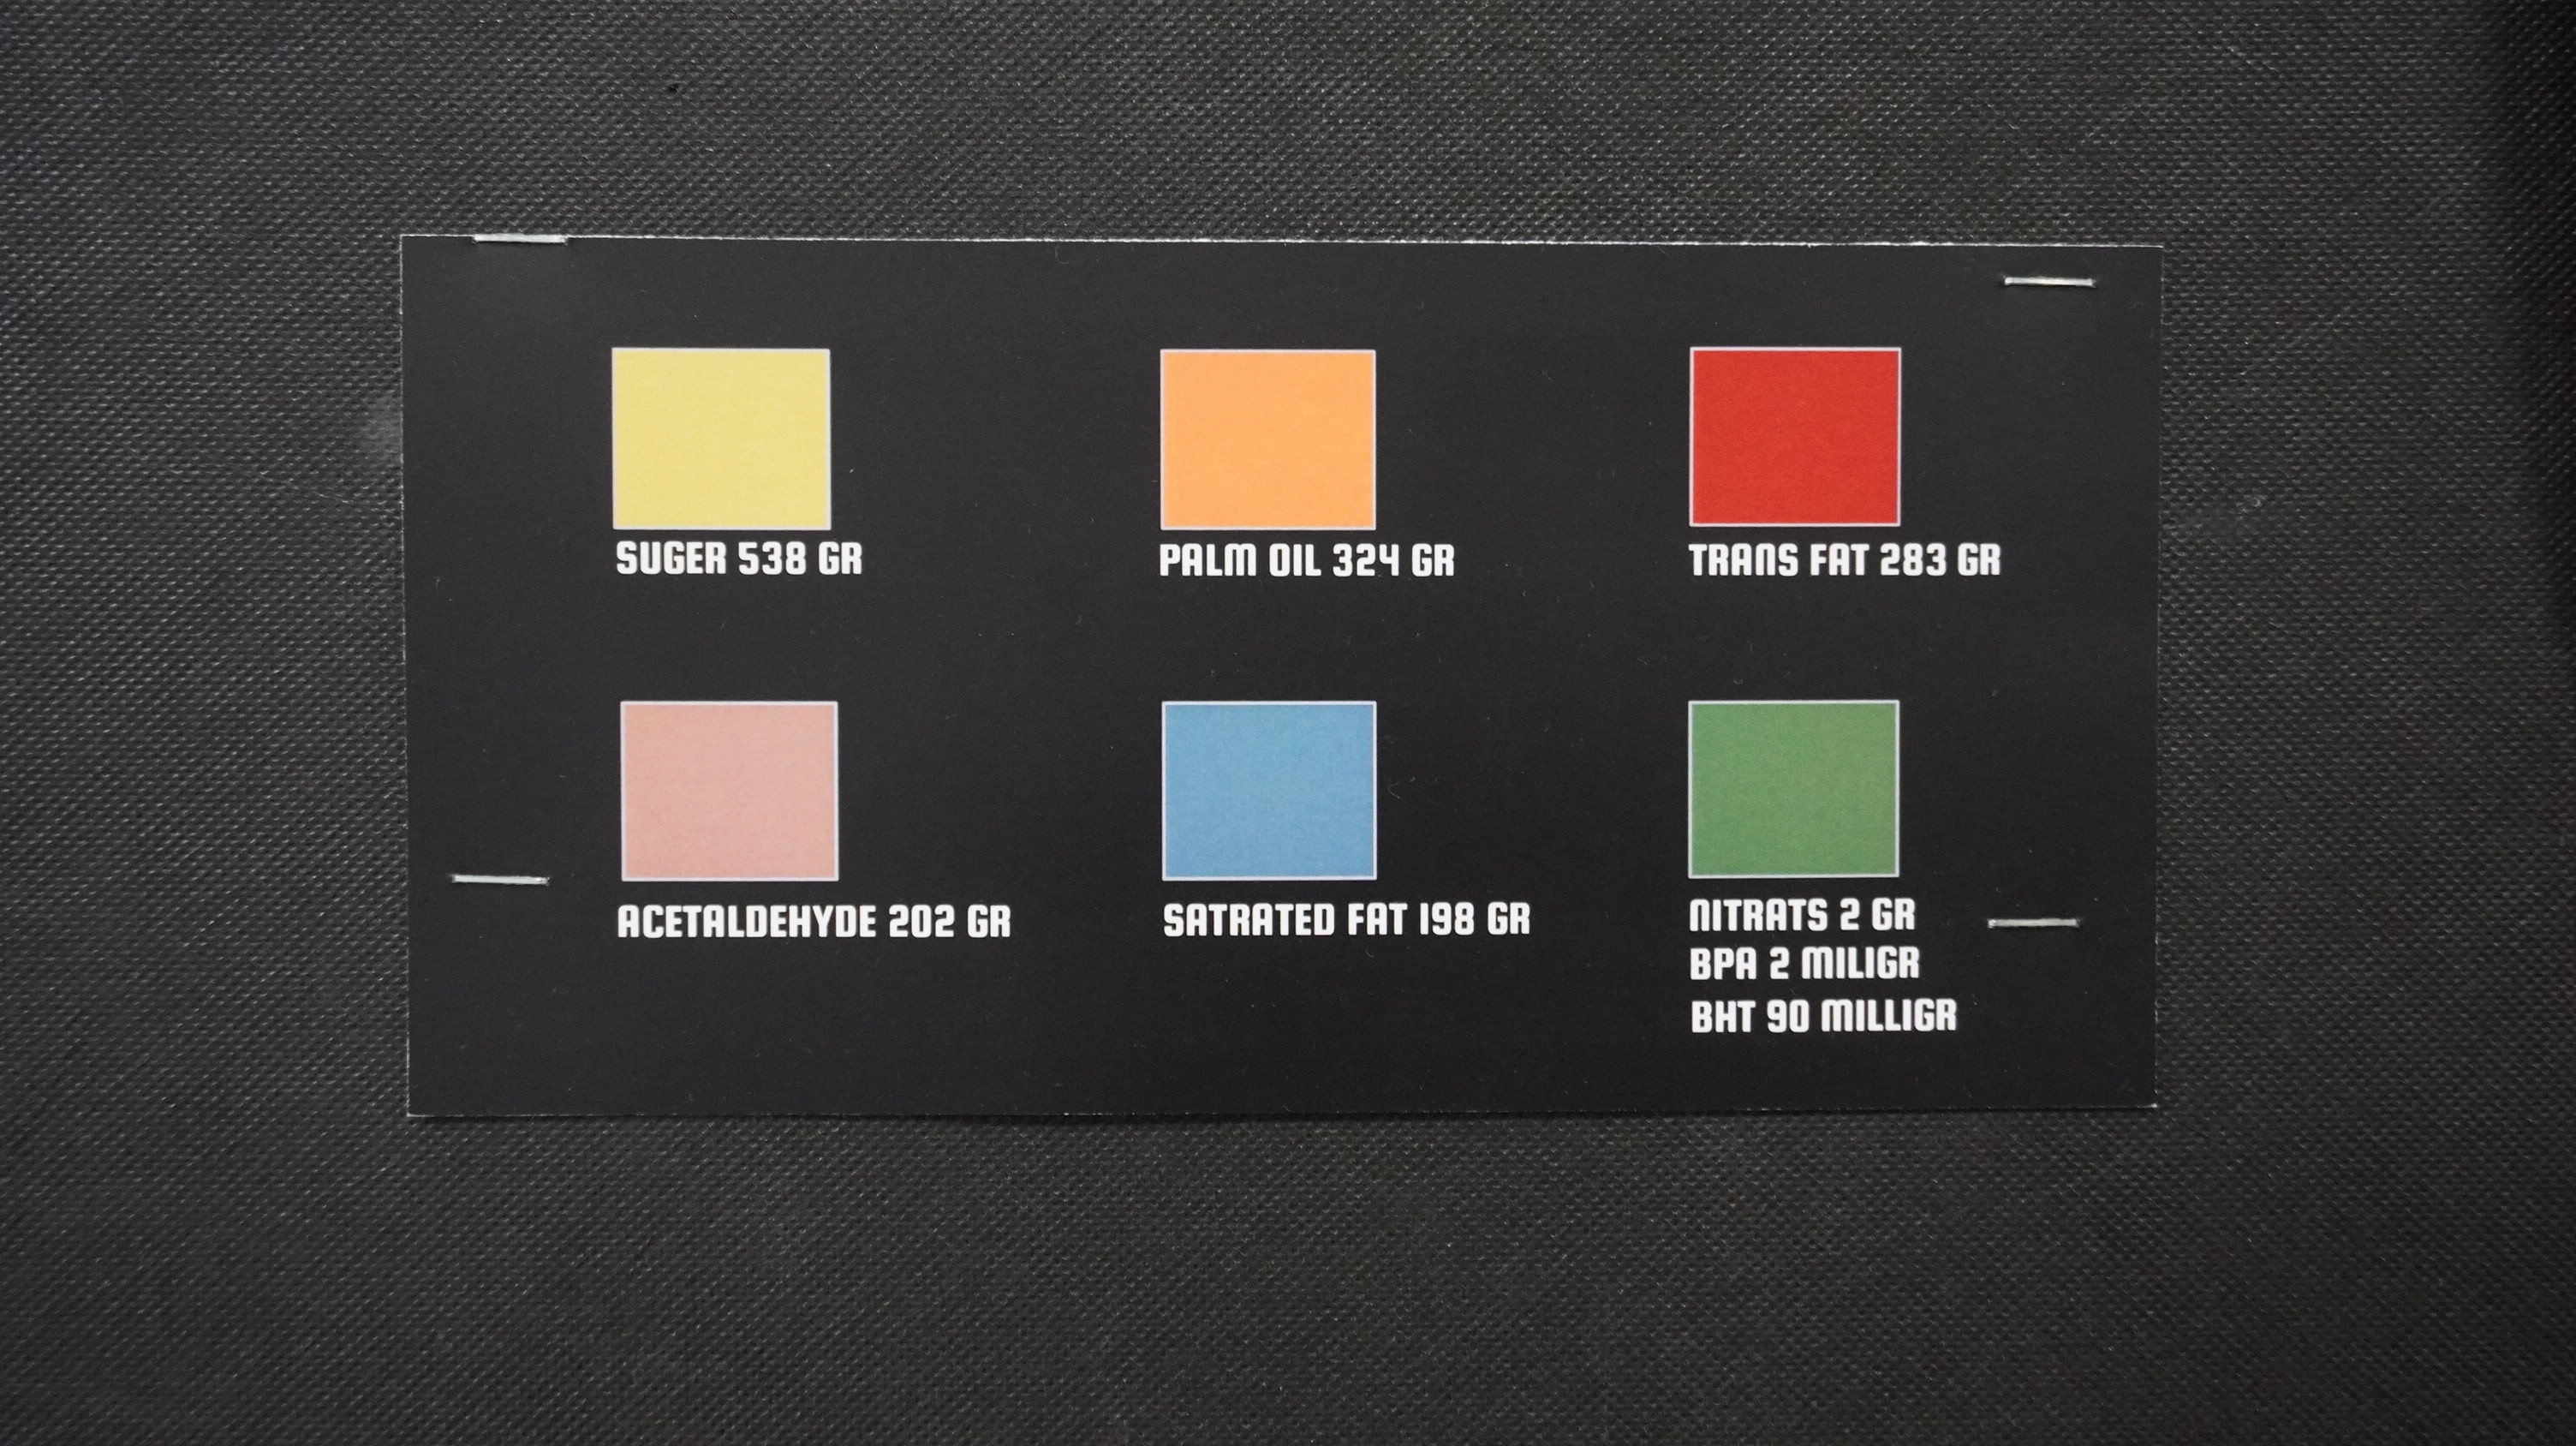 SUGER 538 GR
PALM OIL 324 GR
TRANS FAT 283 GR
ACETALDEHYDE 202 GR
SATRATED FAT 198 GR
NITRATS 2 GR
BPA 2 MILIGR
BHT 90 MILLIGR